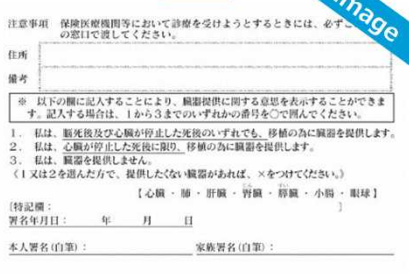 mage
注意事項 保険医療機関等において診療を受けようとするときには、必ずこ
の窓口で渡してください。
住所
備考
※ 以下の欄に記入することにより、臓器提供に関する意思を表示することができま
す。記入する場合は、1から3までのいずれかの番号を〇で囲んでください。
1. 私は、脳死後及び心臓が停止した死後のいずれでも、移植の為に臓器を提供します。
2. 私は、心臓が停止した死後に限り、移植の為に臓器を提供します。
3. 私は、臓器を提供しません。
《1又は2を選んだ方で、提供したくない臓器があれば、×をつけてください。》
【心臓・肺・肝臓・腎臓・膵臓・小腸・眼球】
[特記欄: ]
署名年月日: 年 月 日
本人署名(自筆): 家族署名(自筆):